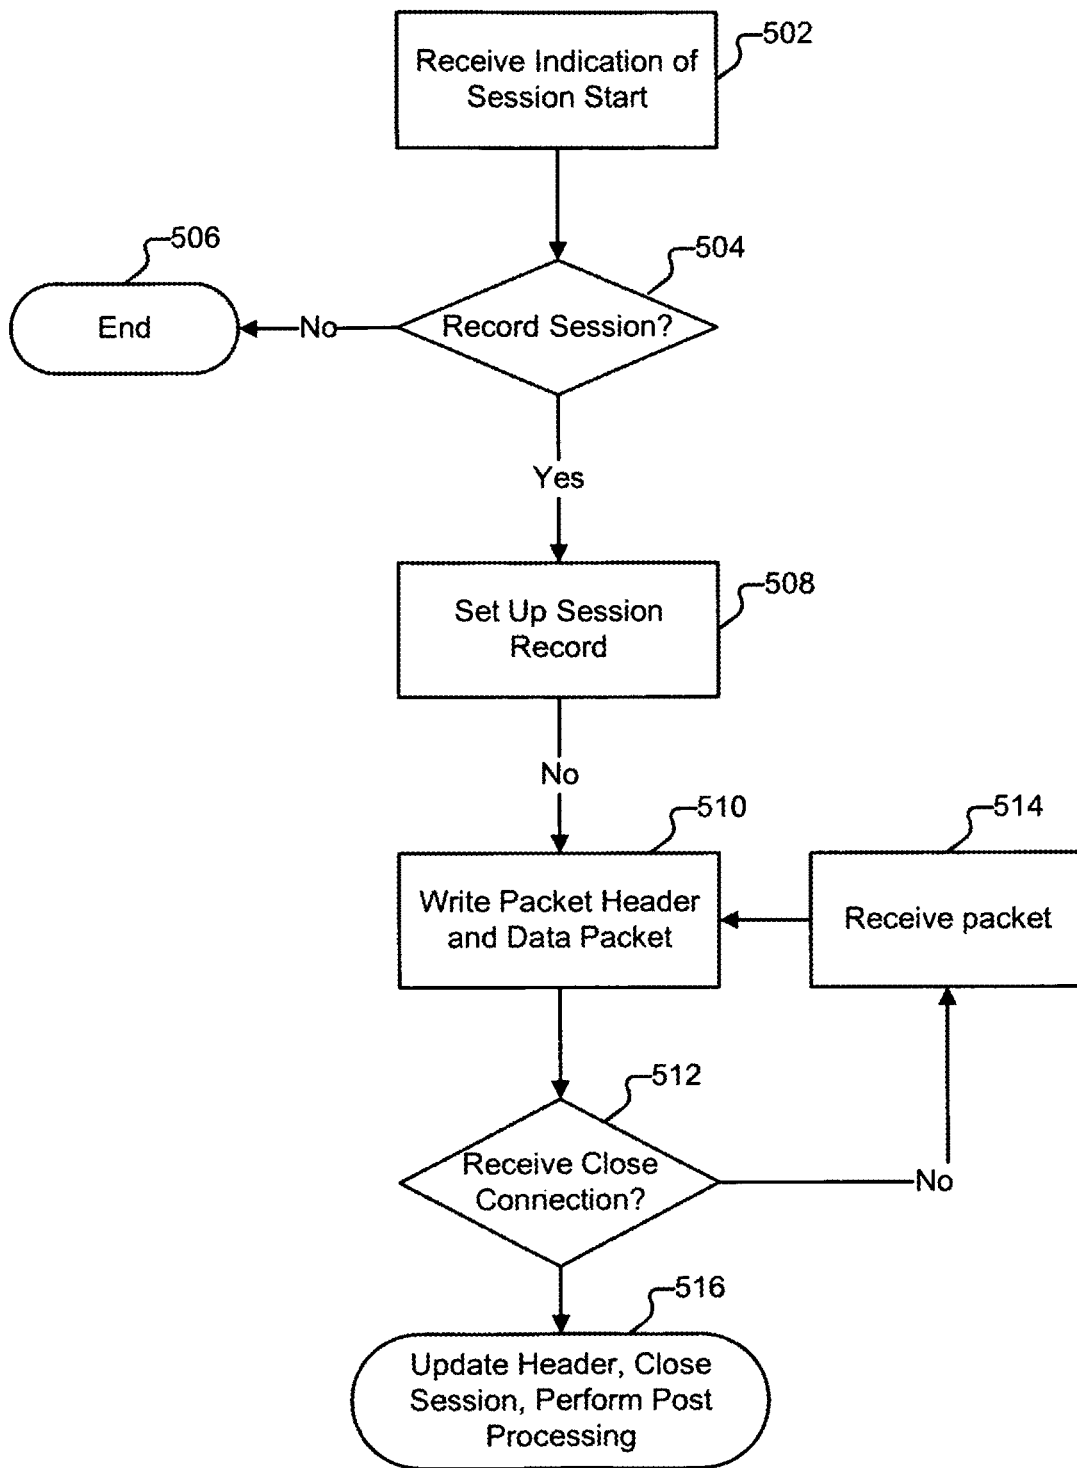 502
Receive Indication of
Session Start
506
504
End
No
Record Session?
Yes
508
Set Up Session
Record
No
510
514
Write Packet Header
and Data Packet
Receive packet
512
Receive Close
Connection?
No
516
Update Header, Close
Session, Perform Post
Processing